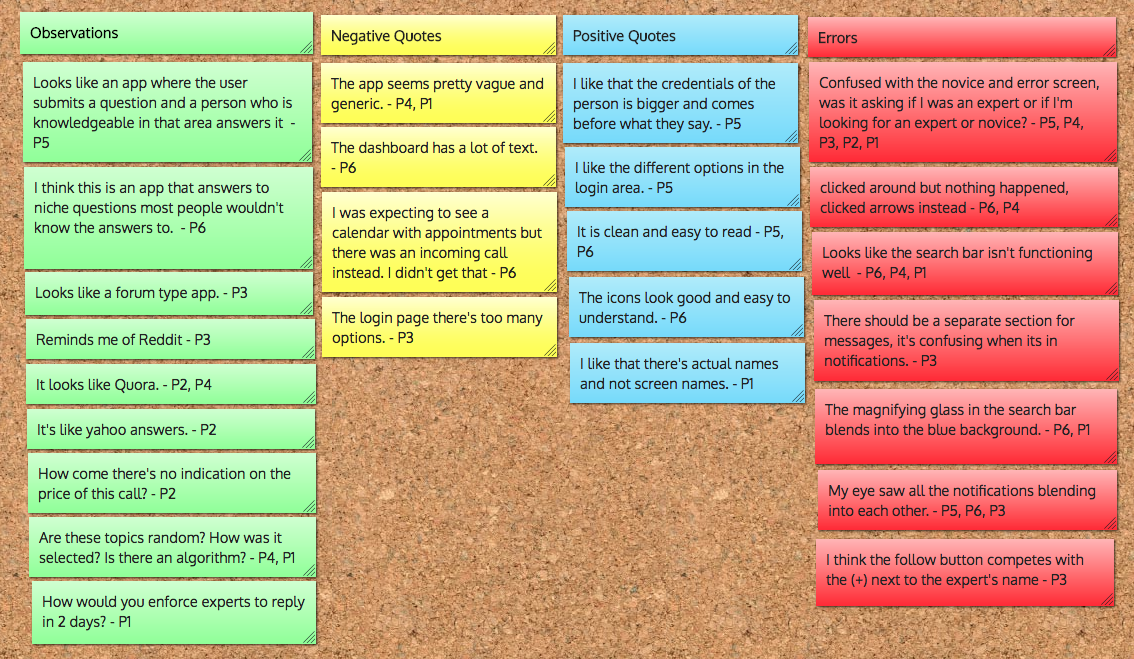 Observations
Looks like an app where the user
submits a question and a person who is
knowledgeable in that area answers it -
P5
I think this is an app that answers to
niche questions most people wouldn't
know the answers to. - P6
Looks like a forum type app. - P3
Reminds me of Reddit - P3
It looks like Quora. - P2, P4
It's like yahoo answers. - P2
How come there's no indication on the
price of this call? - P2
Are these topics random? How was it
selected? Is there an algorithm? - P4, P1
How would you enforce experts to reply
in 2 days? - P1
Negative Quotes
The app seems pretty vague and
generic. - P4, P1
The dashboard has a lot of text.
- P6
I was expecting to see a
calendar with appointments but
there was an incoming call
instead. I didn't get that - P6
The login page there's too many
options. - P3
Positive Quotes
I like that the credentials of the
person is bigger and comes
before what they say. - P5
I like the different options in the
login area. - P5
It is clean and easy to read - P5,
P6
The icons look good and easy to
understand. - P6
I like that there's actual names
and not screen names. - P1
Errors
Confused with the novice and error screen,
was it asking if I was an expert or if I'm
looking for an expert or novice? - P5, P4,
P3, P2, P1
clicked around but nothing happened,
clicked arrows instead - P6, P4
Looks like the search bar isn't functioning
well - P6, P4, P1
There should be a separate section for
messages, it's confusing when its in
notifications. - P3
The magnifying glass in the search bar
blends into the blue background. - P6, P1
My eye saw all the notifications blending
into each other. - P5, P6, P3
I think the follow button competes with
the (+) next to the expert's name - P3